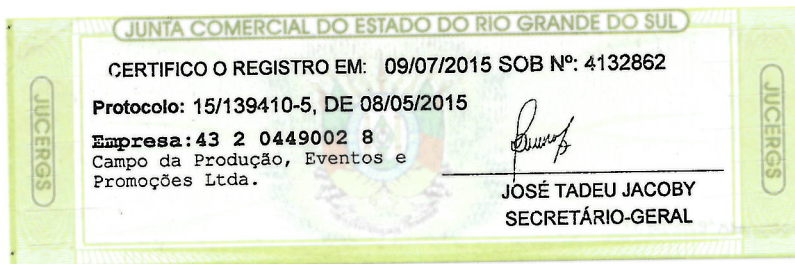 JUNTA COMERCIAL DO ESTADO DO RIO GRANDE DO SUL
CERTIFICO O REGISTRO EM: 09/07/2015 SOB Nº: 4132862
Protocolo: 15/139410-5, DE 08/05/2015
Empresa:43 2 0449002 8
Campo da Produção, Eventos e
Promoções Ltda.
JOSÉ TADEU JACOBY
SECRETÁRIO-GERAL
JUCERGS
JUCERGS